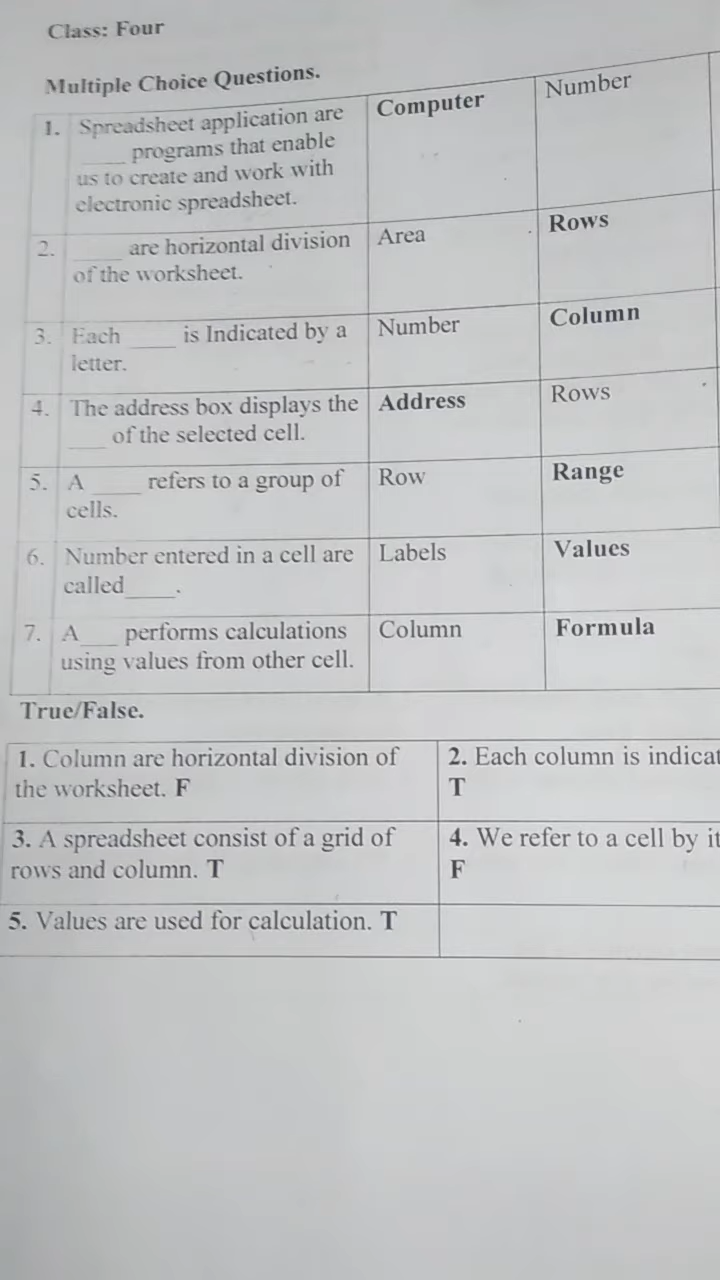 Class: Four
Multiple Choice Questions.
1. Spreadsheet application are
____ programs that enable
us to create and work with
electronic spreadsheet.
Computer
Number
2. ____ are horizontal division
of the worksheet.
Area
Rows
3. Each ____ is Indicated by a
letter.
Number
Column
4. The address box displays the
____ of the selected cell.
Address
Rows
5. A ____ refers to a group of
cells.
Row
Range
6. Number entered in a cell are
called____.
Labels
Values
7. A____ performs calculations
using values from other cell.
Column
Formula
True/False.
1. Column are horizontal division of
the worksheet. F
2. Each column is
T
3. A spreadsheet consist of a grid of
rows and column. T
4. We refer to a cell by
F
5. Values are used for calculation. T